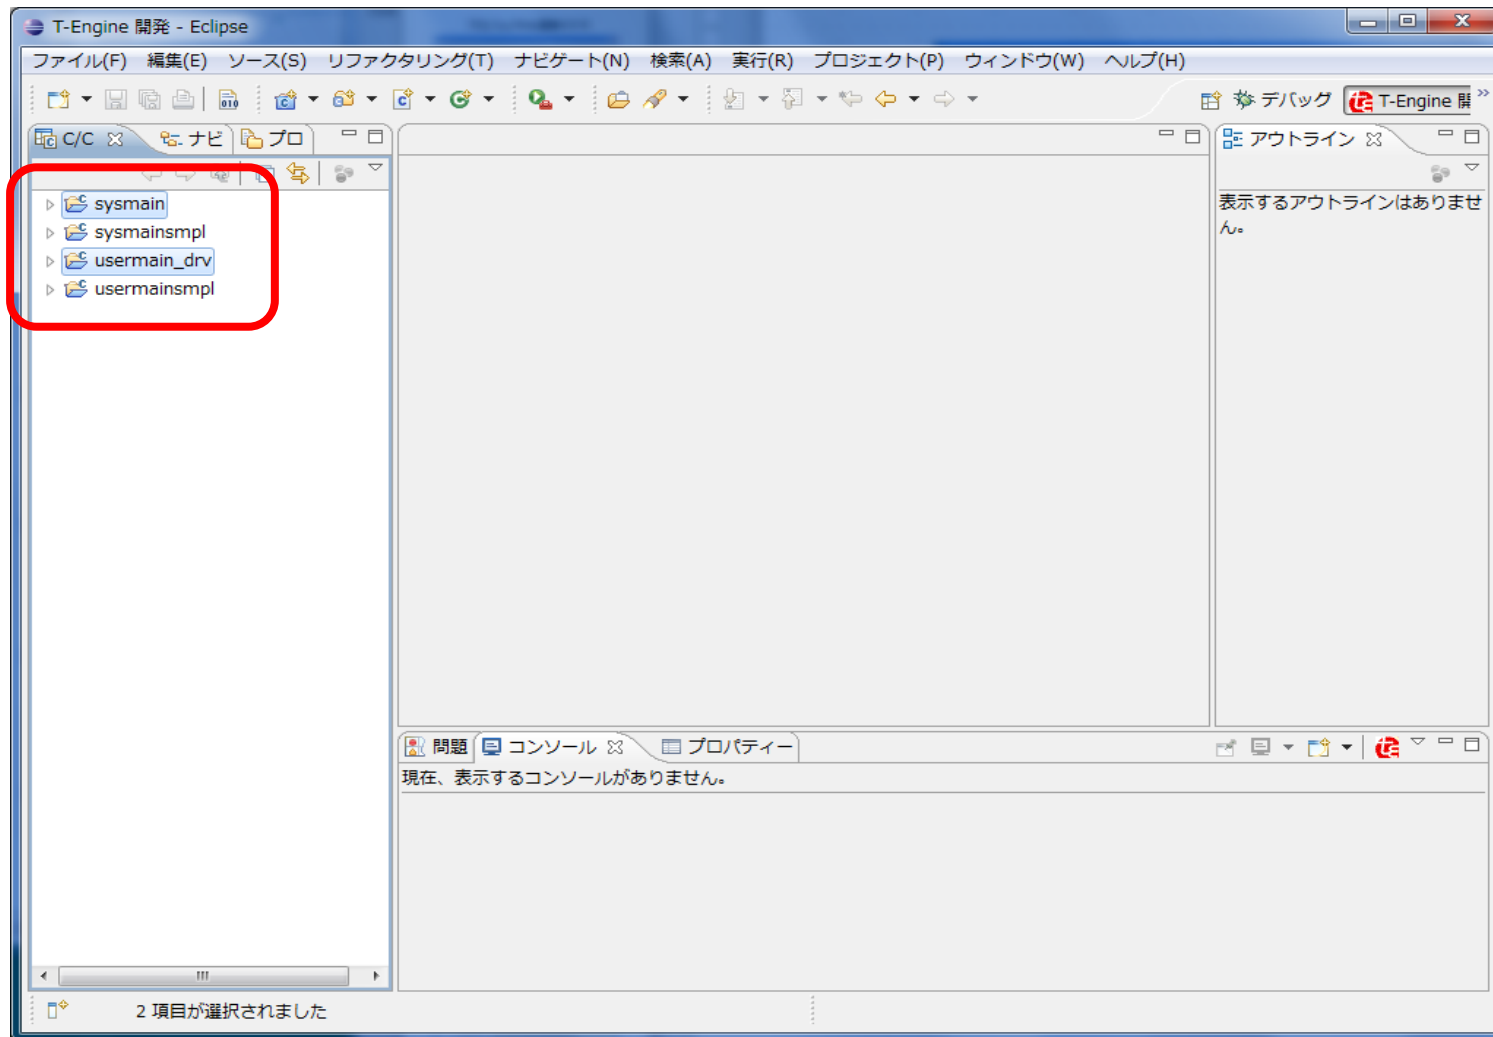 T-Engine 開発 - Eclipse
ファイル(F) 編集(E) ソース(S) リファクタリング(T) ナビゲート(N) 検索(A) 実行(R) プロジェクト(P) ウィンドウ(W) ヘルプ(H)
010
デバッグ T-Engine 開
C/C ナビ プロ
アウトライン
sysmain
sysmainsmpl
usermain_drv
usermainsmpl
表示するアウトラインはありませ
ん。
問題 コンソール プロパティー
現在、表示するコンソールがありません。
2 項目が選択されました